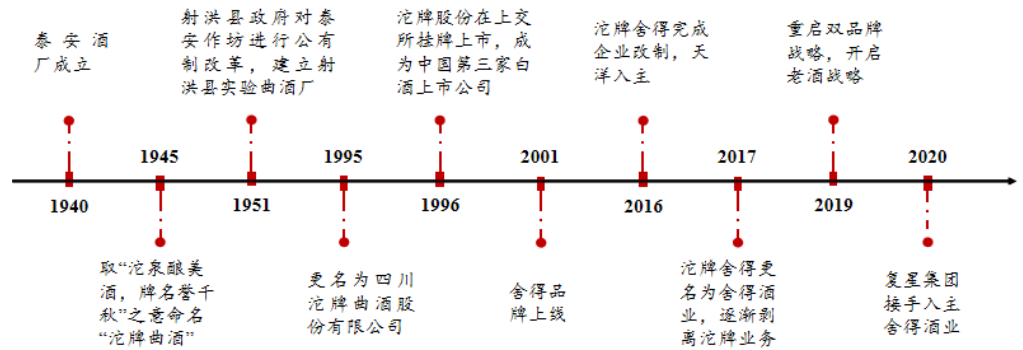 泰安酒
厂成立
射洪县政府对泰
安作坊进行公有
制改革，建立射
洪县实验曲酒厂
沱牌股份在上交
所挂牌上市，成
为中国第三家白
酒上市公司
沱牌舍得完成
企业改制，天
洋入主
重启双品牌
战略，开启
老酒战略
1945
1995
2001
2017
2020
1940
1951
1996
2016
2019
取“沱泉酿美
酒，牌名誉千
秋”之意命名
“沱牌曲酒”
更名为四川
沱牌曲酒股
份有限公司
舍得品
牌上线
沱牌舍得更
名为舍得酒
业，逐渐剥
离沱牌业务
复星集团
接手入主
舍得酒业